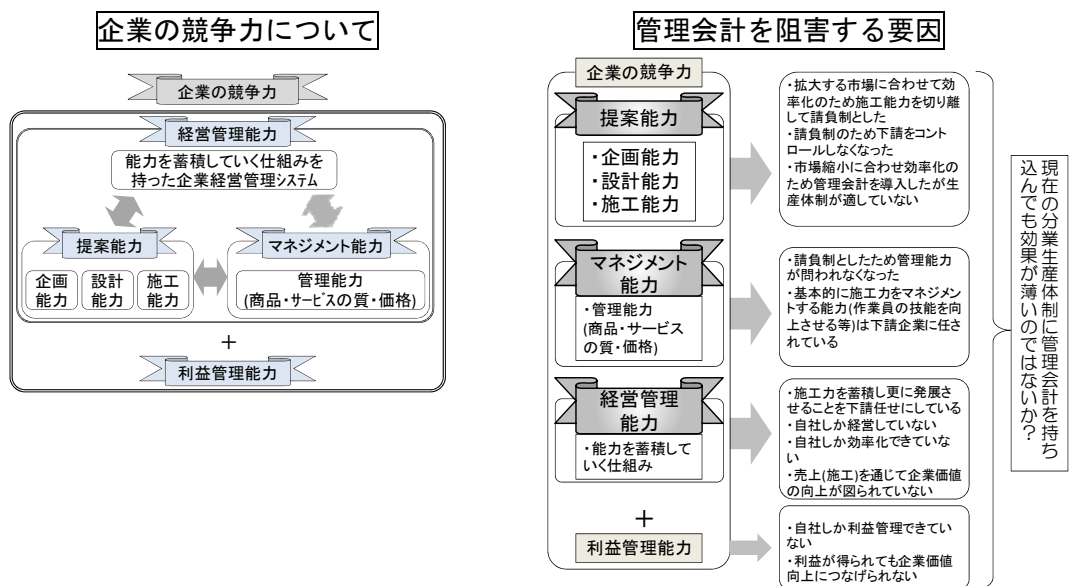 企業の競争力について
企業の競争力
経営管理能力
能力を蓄積していく仕組みを
持った企業経営管理システム
提案能力
企画
能力
設計
能力
施工
能力
マネジメント能力
管理能力
(商品・サービスの質・価格)
+
利益管理能力
管理会計を阻害する要因
企業の競争力
提案能力
・企画能力
・設計能力
・施工能力
・拡大する市場に合わせて効
率化のため施工能力を切り離
して請負制とした
・請負制のため下請をコント
ロールしなくなった
・市場縮小に合わせ効率化の
ため管理会計を導入したが生
産体制が適していない
マネジメント
能力
・管理能力
(商品・サービス
の質・価格)
・請負制としたため管理能力
が問われなくなった
・基本的に施工力をマネジメン
トする能力(作業員の技能を向
上させる等)は下請企業に任さ
れている
経営管理
能力
・能力を蓄積して
いく仕組み
・施工力を蓄積し更に発展さ
せることを下請任せにしている
・自社しか経営していない
・自社しか効率化できていな
い
・売上(施工)を通じて企業価値
の向上が図られていない
+
利益管理能力
・自社しか利益管理できてい
ない
・利益が得られても企業価値
向上につなげられない
現在の分業生産体制に管理会計を持ち
込んでも効果が薄いのではないか?